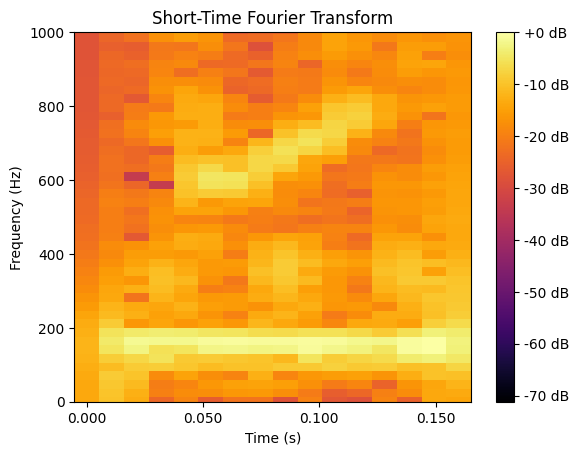 Short-Time Fourier Transform
Frequency (Hz)
1000
800
600
400
200
0
0.000
0.050
0.100
0.150
Time (s)
+0 dB
-10 dB
-20 dB
-30 dB
-40 dB
-50 dB
-60 dB
-70 dB